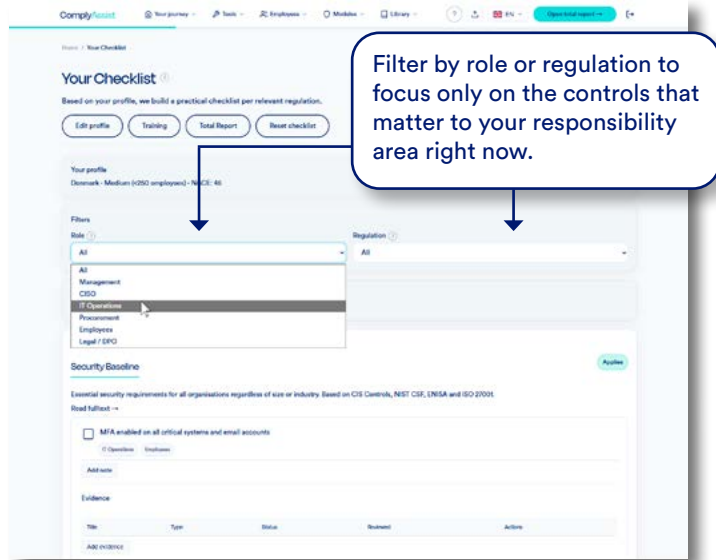 ComplyAssist
Your journey
Tools
Employees
Modules
Library
?
EN
Open total report →
Home / Your Checklist
Your Checklist
Based on your profile, we build a practical checklist per relevant regulation.
Edit profile
Training
Total Report
Reset checklist
Filter by role or regulation to
focus only on the controls that
matter to your responsibility
area right now.
Your profile
Denmark - Medium (<250 employees) - NACE: 46
Filters
Role ?
Regulation ?
All
All
All
Management
CISO
IT Operations
Procurement
Employees
Legal / DPO
Security Baseline
Applies
Essential security requirements for all organisations regardless of size or industry. Based on CIS Controls, NIST CSF, ENISA and ISO 27001.
Read fulltext →
MFA enabled on all critical systems and email accounts
IT Operations
Employees
Add note
Evidence
Title
Type
Status
Reviewed
Actions
Add evidence